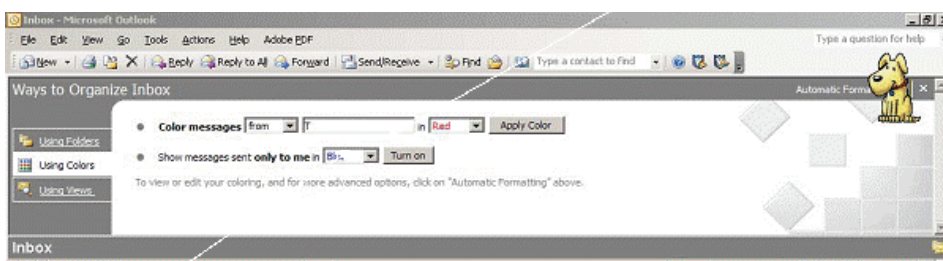 Inbox - Microsoft Outlook
File Edit View Go Tools Actions Help Adobe PDF Type a question for help
New Reply Reply to All Forward Send/Receive Find Type a contact to find
Ways to Organize Inbox Automatic Forma
Color messages from T in Red Apply Color
Using Folders
Show messages sent only to me in Turn on
Using Colors
To view or edit your coloring, and for more advanced options, click on "Automatic Formatting" above.
Using Views
Inbox